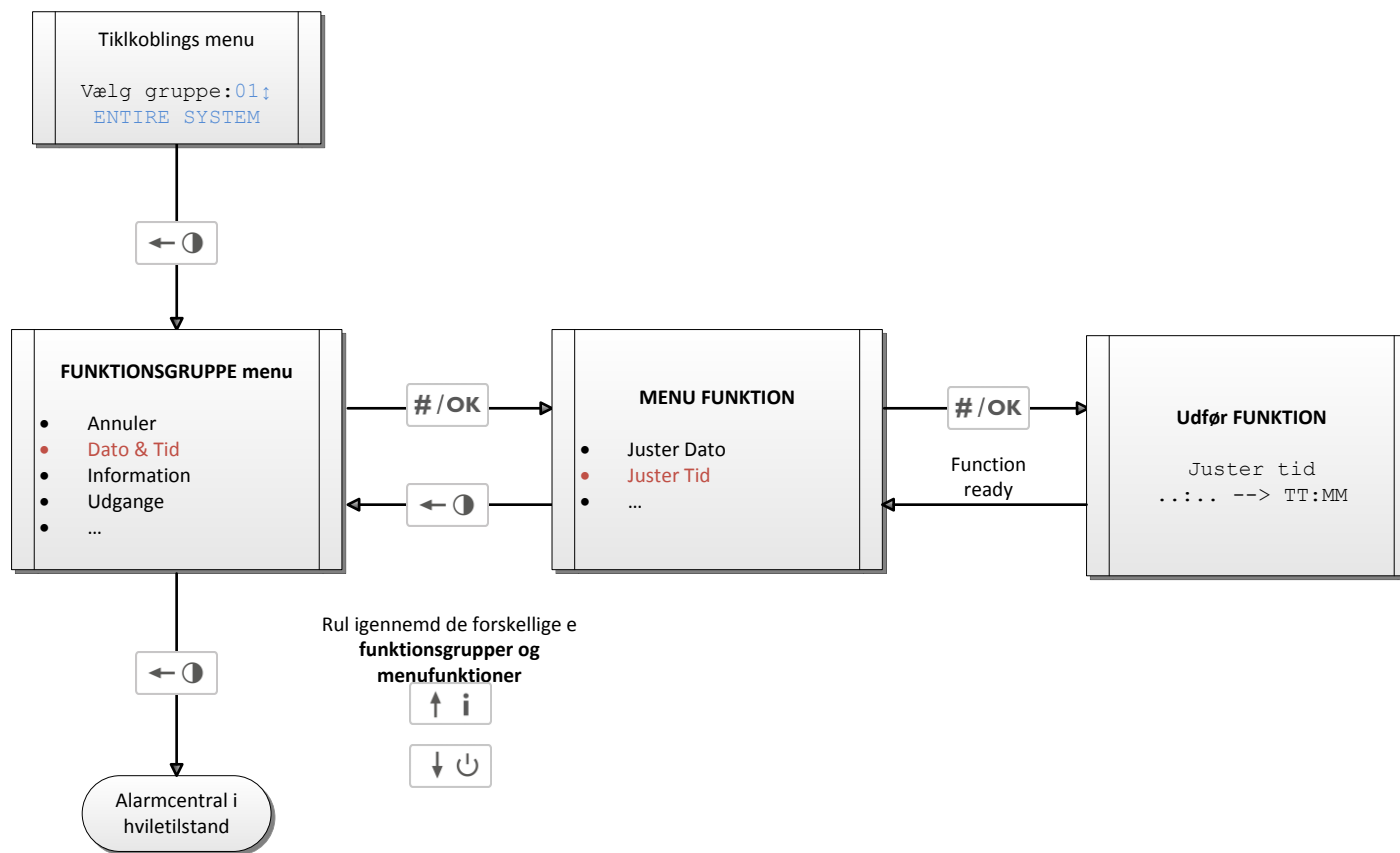 Tiklkoblings menu
Vælg gruppe:01↕
ENTIRE SYSTEM
FUNKTIONSGRUPPE menu
• Annuler
• Dato & Tid
• Information
• Udgange
• ...
#/OK
MENU FUNKTION
• Juster Dato
• Juster Tid
• ...
#/OK
Function
ready
Udfør FUNKTION
Juster tid
..:.. --> TT:MM
Rul igennemd de forskellige e
funktionsgrupper og
menufunktioner
↑ i
↓
Alarmcentral i
hviletilstand